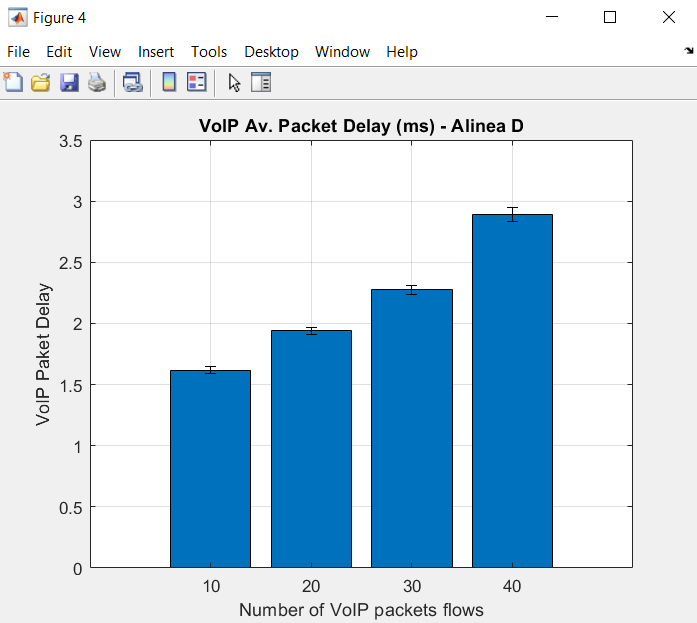 Figure 4
File Edit View Insert Tools Desktop Window Help
VoIP Av. Packet Delay (ms) - Alinea D
3.5
3
2.5
2
1.5
1
0.5
0
VoIP Paket Delay
10 20 30 40
Number of VoIP packets flows